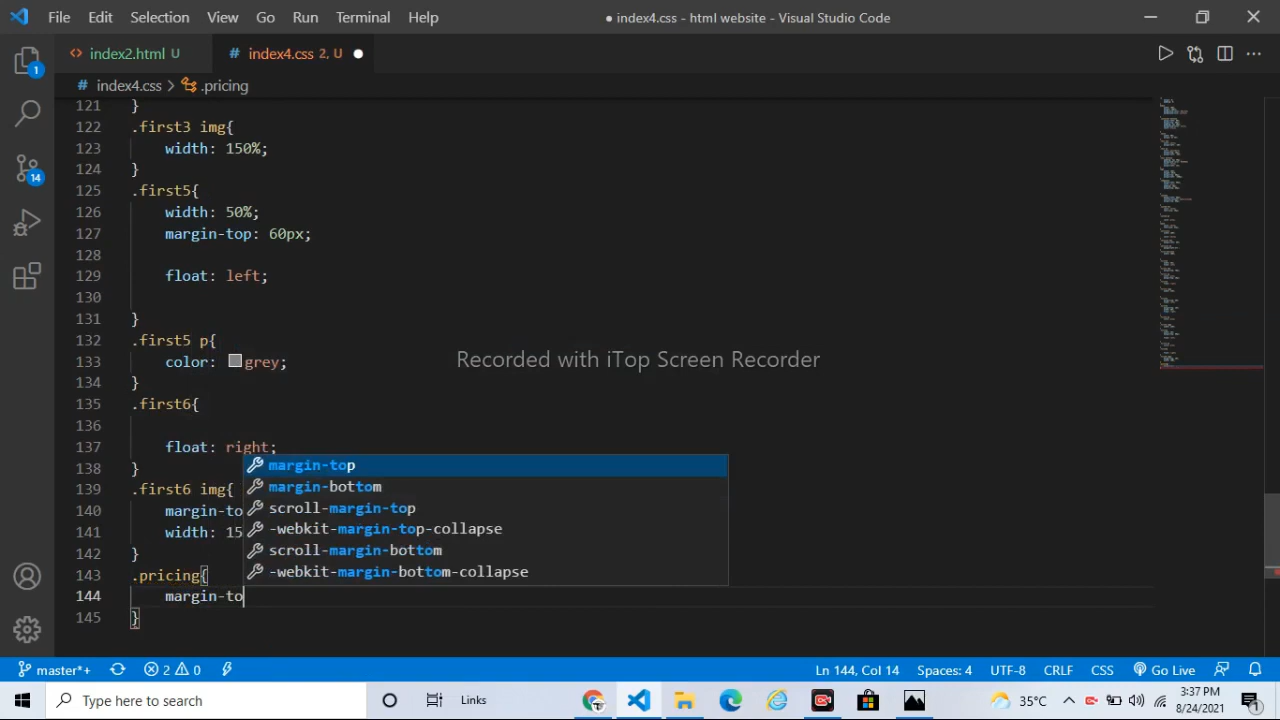 File Edit Selection View Go Run Terminal Help
● index4.css - html website - Visual Studio Code
<> index2.html U
# index4.css 2, U ●
# index4.css > .pricing
121 }
122 .first3 img{
123 width: 150%;
124 }
125 .first5{
126 width: 50%;
127 margin-top: 60px;
128
129 float: left;
130
131 }
132 .first5 p{
133 color: grey;
134 }
135 .first6{
136
137 float: right;
138 }
139 .first6 img{
140 margin-to
141 width: 15
142 }
143 .pricing{
144 margin-to
145 }
margin-top
margin-bottom
scroll-margin-top
-webkit-margin-top-collapse
scroll-margin-bottom
-webkit-margin-bottom-collapse
Recorded with iTop Screen Recorder
1
14
master*+ 2 0
Ln 144, Col 14 Spaces: 4 UTF-8 CRLF CSS Go Live
Type here to search
Links
35°C
3:37 PM
8/24/2021
1